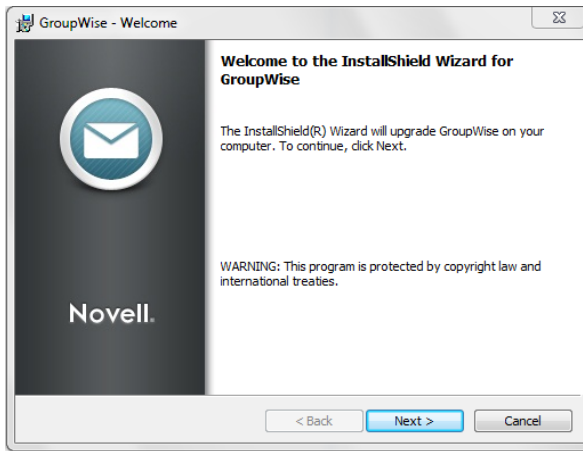 GroupWise - Welcome
Welcome to the InstallShield Wizard for
GroupWise
The InstallShield(R) Wizard will upgrade GroupWise on your
computer. To continue, click Next.
WARNING: This program is protected by copyright law and
international treaties.
Novell.
< Back
Next >
Cancel